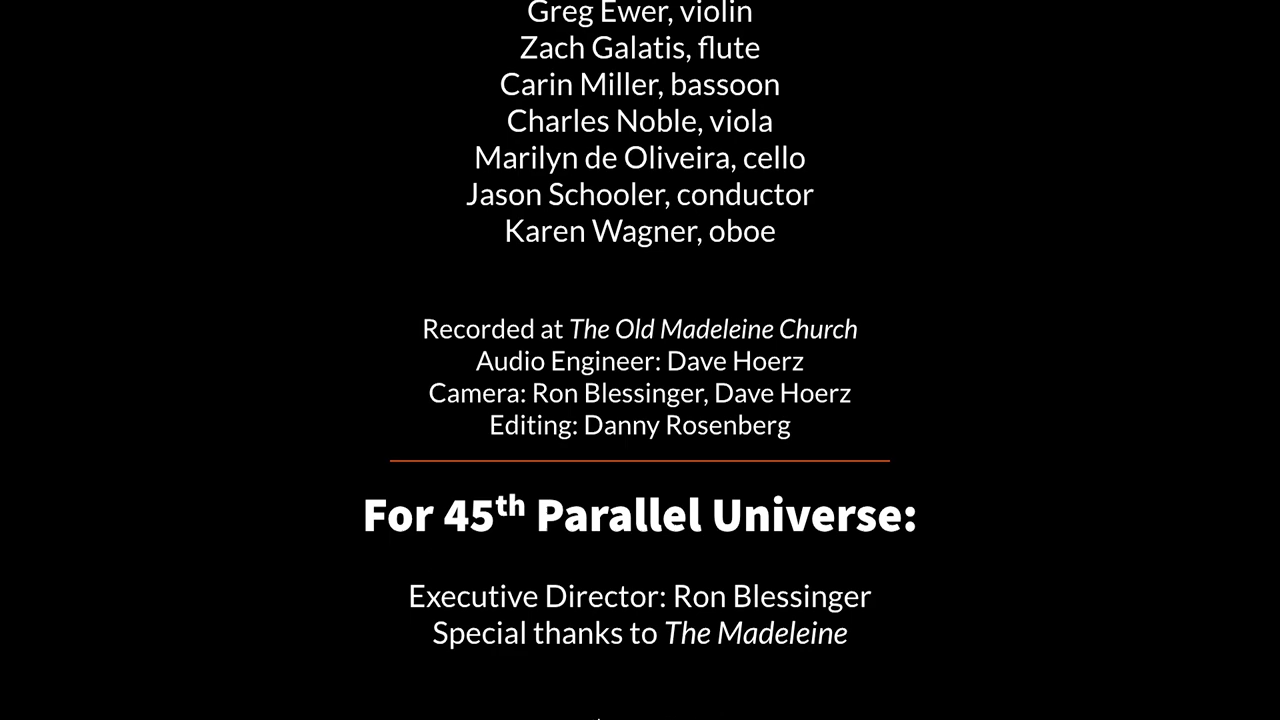 Greg Ewer, violin
Zach Galatis, flute
Carin Miller, bassoon
Charles Noble, viola
Marilyn de Oliveira, cello
Jason Schooler, conductor
Karen Wagner, oboe
Recorded at The Old Madeleine Church
Audio Engineer: Dave Hoerz
Camera: Ron Blessinger, Dave Hoerz
Editing: Danny Rosenberg
For 45th Parallel Universe:
Executive Director: Ron Blessinger
Special thanks to The Madeleine